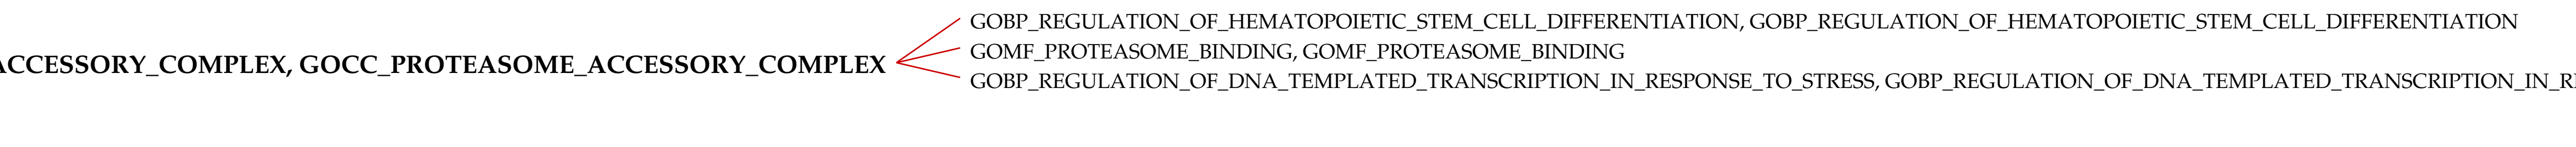 GOBP_REGULATION_OF_HEMATOPOIETIC_STEM_CELL_DIFFERENTIATION, GOBP_REGULATION_OF_HEMATOPOIETIC_STEM_CELL_DIFFERENTIATION
GOMF_PROTEASOME_BINDING, GOMF_PROTEASOME_BINDING
ACCESSORY_COMPLEX, GOCC_PROTEASOME_ACCESSORY_COMPLEX
GOBP_REGULATION_OF_DNA_TEMPLATED_TRANSCRIPTION_IN_RESPONSE_TO_STRESS, GOBP_REGULATION_OF_DNA_TEMPLATED_TRANSCRIPTION_IN_R